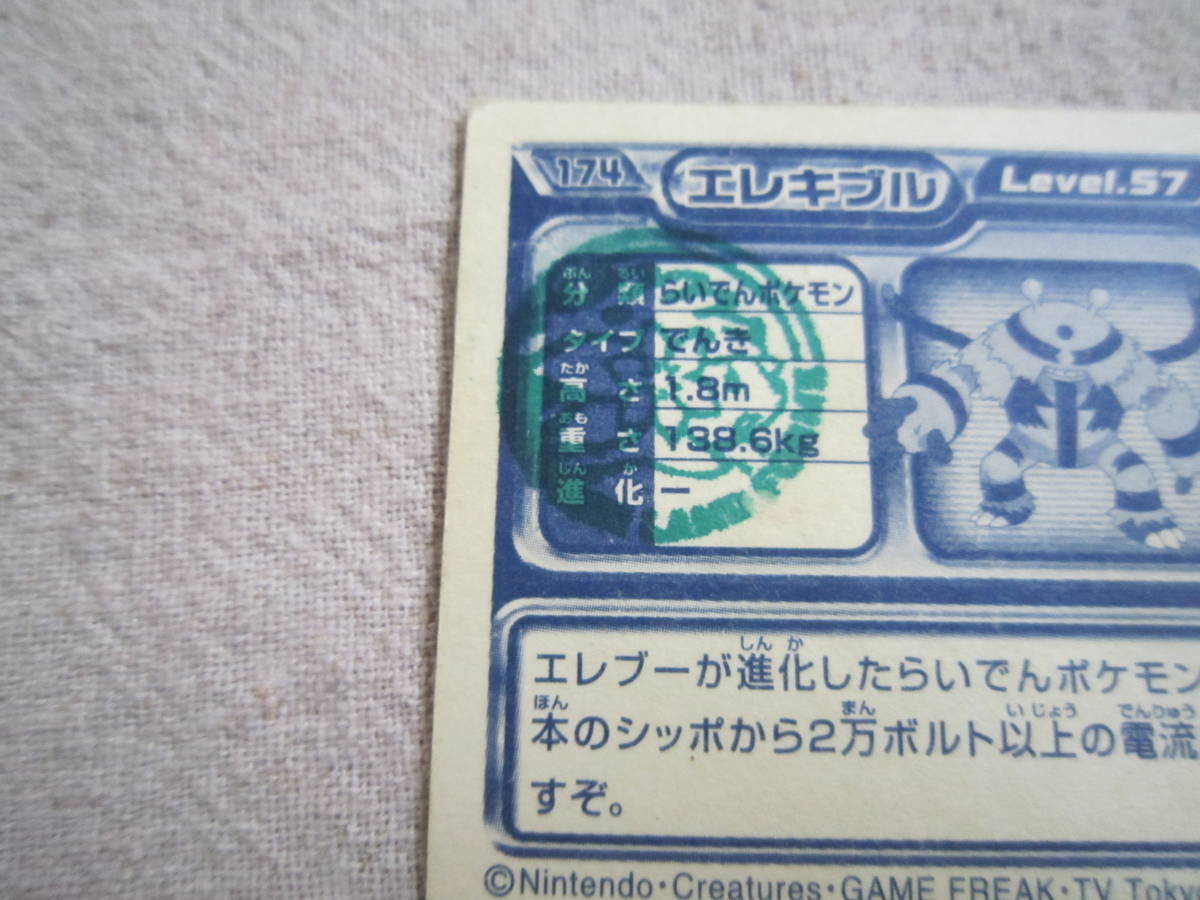 174 エレキブル Level.57
ぶん るい
分類 らいでんポケモン
タイプ でんき
たか
高さ 1.8m
おも
重さ 138.6kg
しん か
進化 ー
しん か
エレブーが進化したらいでんポケモン
ほん まん い じょう でんりゅう
本のシッポから2万ボルト以上の電流
すぞ。
©Nintendo・Creatures・GAME FREAK・TV Tokyo